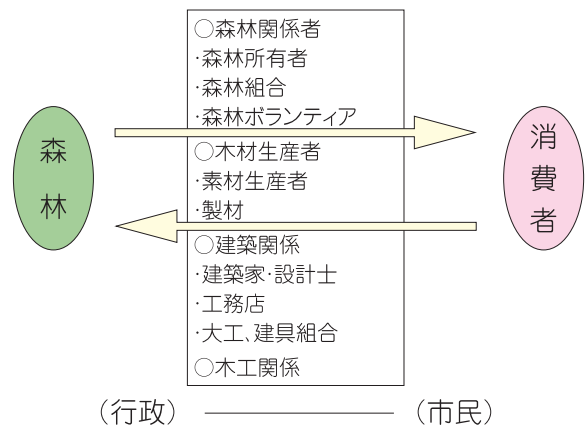 ○森林関係者
・森林所有者
・森林組合
・森林ボランティア
○木材生産者
・素材生産者
・製材
○建築関係
・建築家・設計士
・工務店
・大工、建具組合
○木工関係
森林
消費者
（行政）
（市民）